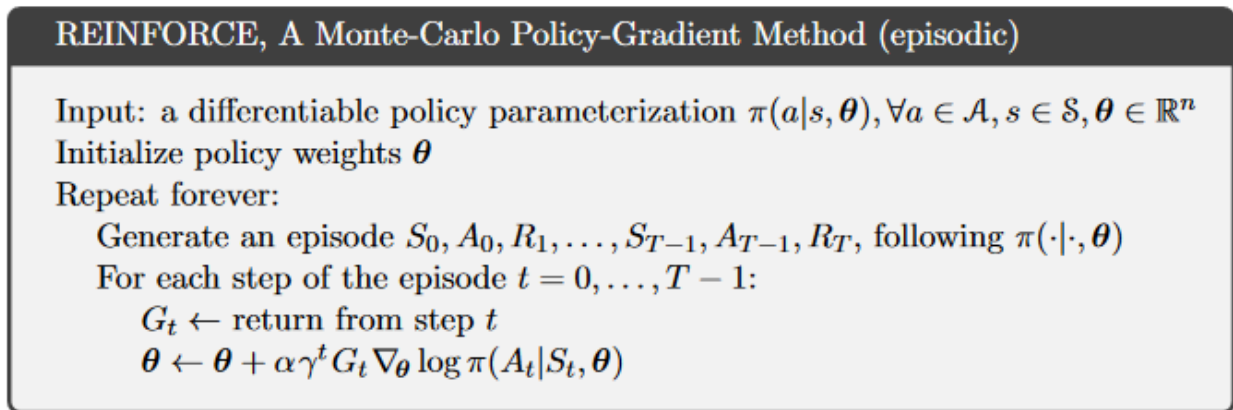 REINFORCE, A Monte-Carlo Policy-Gradient Method (episodic)
Input: a differentiable policy parameterization π(a|s, θ), ∀a ∈ 𝒜, s ∈ 𝒮, θ ∈ ℝⁿ
Initialize policy weights θ
Repeat forever:
Generate an episode S₀, A₀, R₁, . . . , S_{T−1}, A_{T−1}, R_T, following π(·|·, θ)
For each step of the episode t = 0, . . . , T − 1:
G_t ← return from step t
θ ← θ + αγᵗG_t∇_θ log π(A_t|S_t, θ)